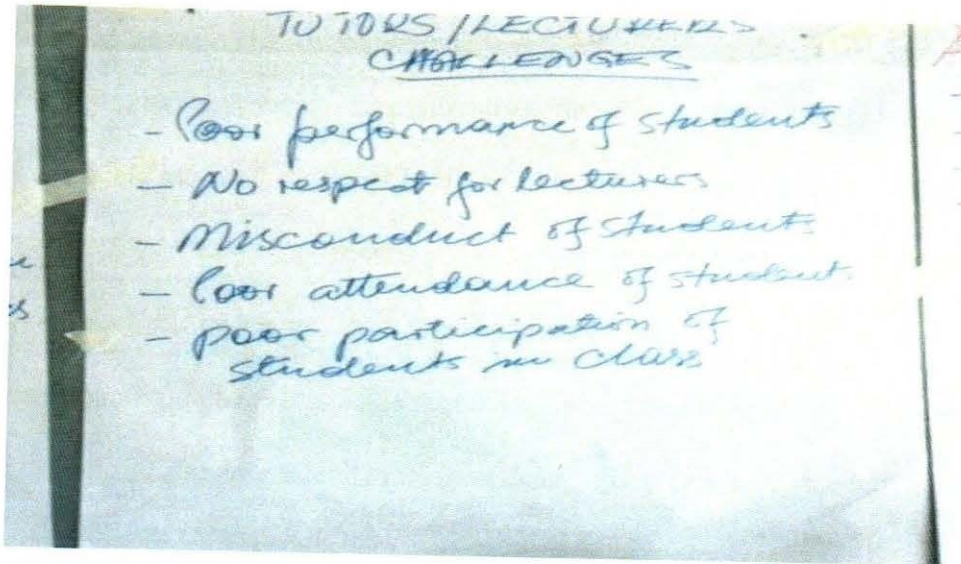 TUTORS / LECTURERS
CHALLENGES
- Poor performance of students
- No respect for lecturers
- Misconduct of students
- Poor attendance of student
- poor participation of
students in class